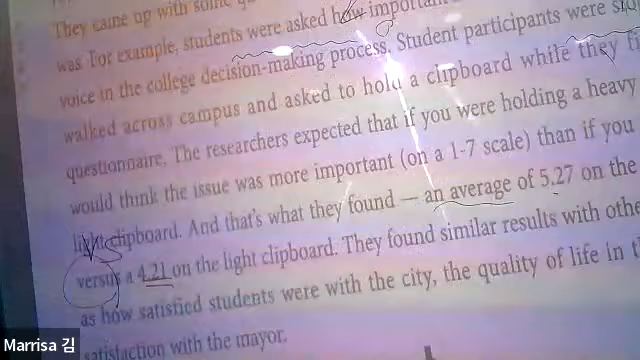 They came up with some
was. For example, students were asked how important
voice in the college decision-making process. Student participants were
walked across campus and asked to hold a clipboard while they
questionnaire. The researchers expected that if you were holding a heavy
would think the issue was more important (on a 1-7 scale) than if you
light clipboard. And that's what they found — an average of 5.27 on the
versus a 4.21 on the light clipboard. They found similar results with
as how satisfied students were with the city, the quality of life in
satisfaction with the mayor.
Marrisa 김